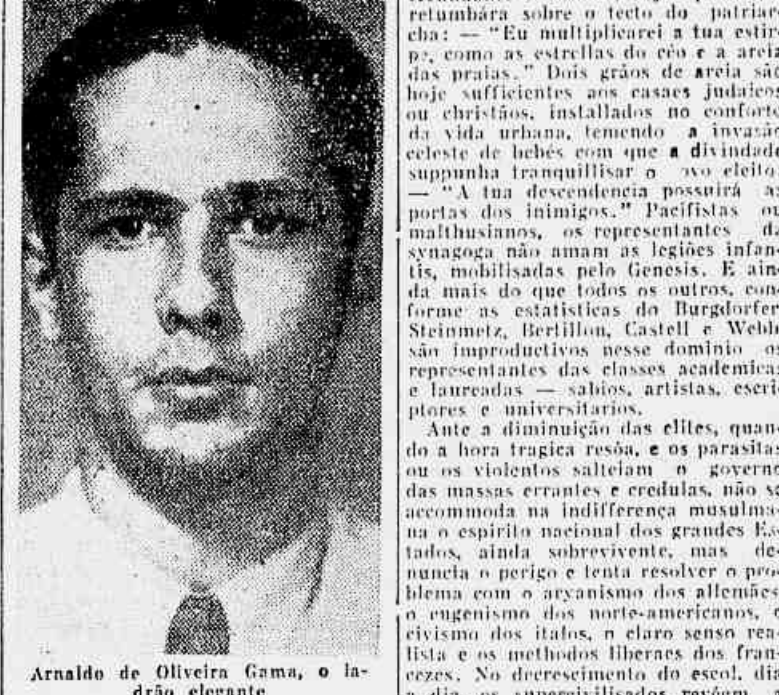 Arnaldo de Oliveira Gama, o la-
drão elegante
retumbára sobre o tecto do patriar-
cha: — "Eu multiplicarei a tua estir-
pe, como as estrellas do céo e a areia
das praias." Dois grãos de areia são
hoje sufficientes aos casaes judaicos
ou christãos, installados no conforto
da vida urbana, temendo a invasão
celeste de bebés com que a divindade
suppunha tranquillisar o ovo eleito:
— "A tua descendencia possuirá a
portas dos inimigos." Pacifistas ou
malthusianos, os representantes da
synagoga não amam as legiões infan-
tis, mobilisadas pelo Genesis. E ain-
da mais do que todos os outros, con-
forme as estatisticas do Burgdorfer,
Steinmetz, Bertillon, Castell e Webb
são improductivos nesse dominio os
representantes das classes academicas
e laureadas — sabios, artistas, escri-
ptores e universitarios.
Ante a diminuição das elites, quan-
do a hora tragica resôa, e os parasitas
ou os violentos salteiam o governo
das massas errantes e credulas, não se
accommoda na indifferença musulma-
na o espirito nacional dos grandes Es-
tados, ainda sobrevivente, mas de-
nuncia o perigo e tenta resolver o pro-
blema com o aryanismo dos allemães
o eugenismo dos norte-americanos, o
civismo dos italos, o claro senso rea-
lista e os methodos liberaes dos fran-
cezes. No decrescimento do escol, dia
a dia, os supercivilisados